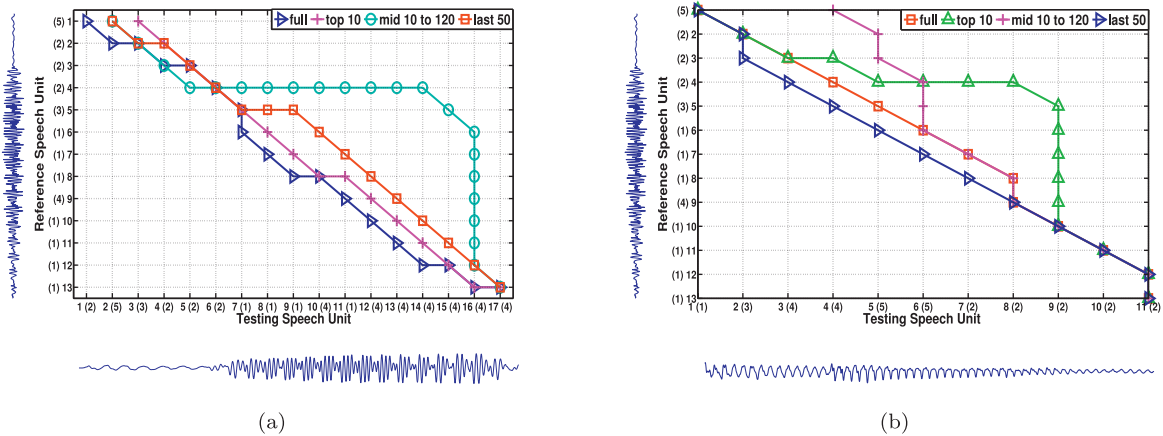 full top 10 mid 10 to 120 last 50
Reference Speech Unit
(5) 1
(2) 2
(2) 3
(2) 4
(3) 5
(1) 6
(1) 7
(1) 8
(4) 9
(1) 10
(1) 11
(1) 12
(1) 13
1 (2) 2 (5) 3 (3) 4 (2) 5 (2) 6 (2) 7 (1) 8 (1) 9 (1) 10 (4) 11 (1) 12 (4) 13 (4) 14 (4) 15 (4) 16 (4) 17 (4)
Testing Speech Unit
(a)
full top 10 mid 10 to 120 last 50
Reference Speech Unit
(5)
(2) 2
(2) 3
(2) 4
(3) 5
(1) 6
(1) 7
(1) 8
(4) 9
(1) 10
(1) 11
(1) 12
(1) 13
1 (1) 2 (3) 3 (4) 4 (2) 5 (5) 6 (5) 7 (2) 8 (2) 9 (2) 10 (2) 11 (2)
Testing Speech Unit
(b)